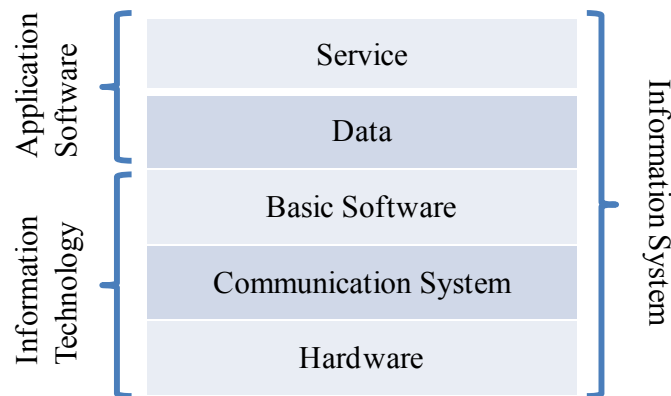 Application
Software
Information
Technology
Service
Data
Basic Software
Communication System
Hardware
Information System